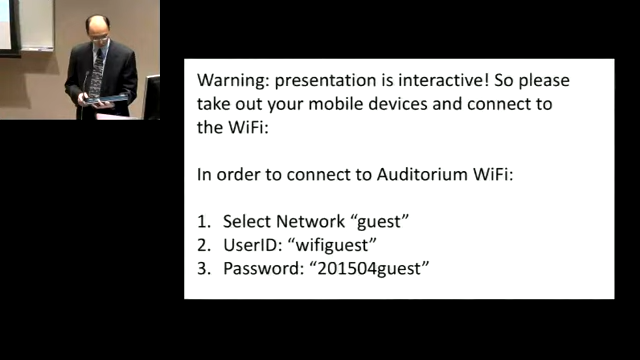 Warning: presentation is interactive! So please
take out your mobile devices and connect to
the WiFi:
In order to connect to Auditorium WiFi:
1. Select Network “guest”
2. UserID: “wifiguest”
3. Password: “201504guest”